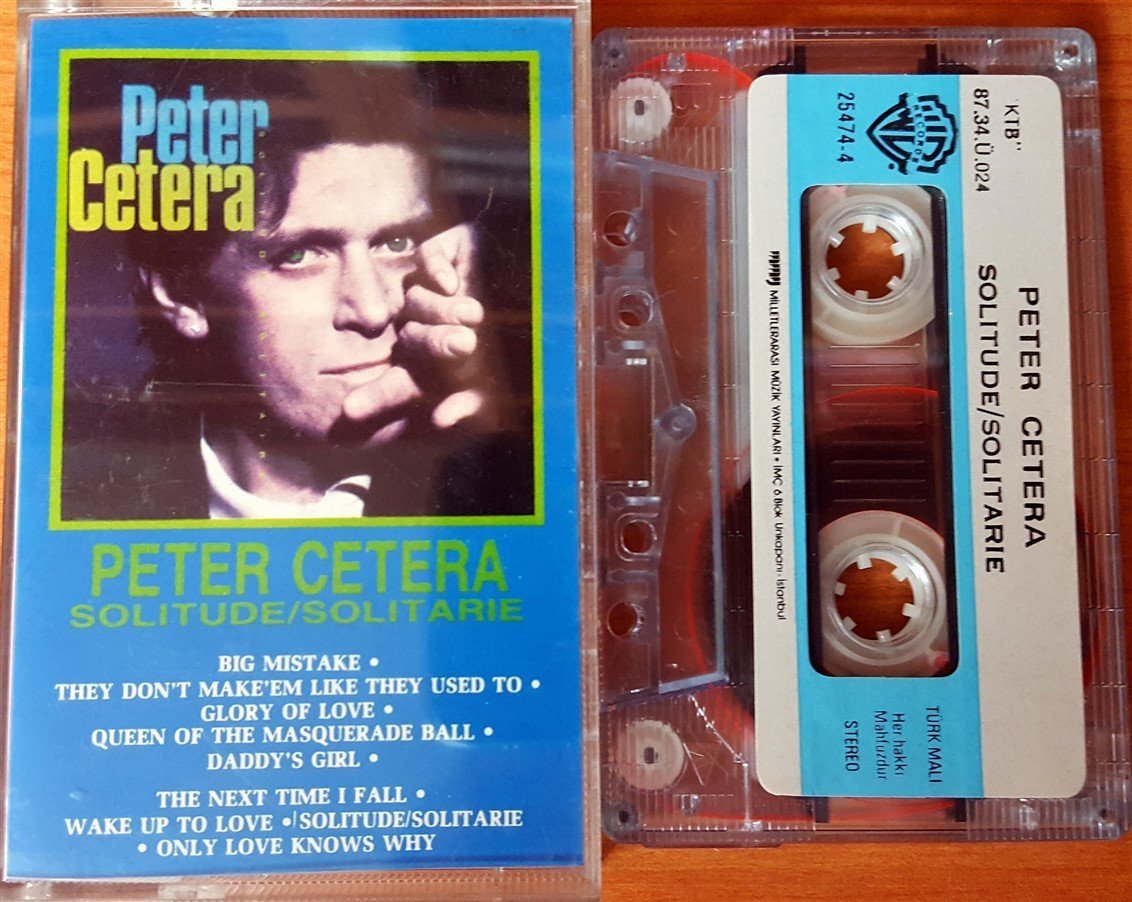 Peter
Cetera
PETER CETERA
SOLITUDE/SOLITARIE
BIG MISTAKE •
THEY DON'T MAKE'EM LIKE THEY USED TO •
GLORY OF LOVE •
QUEEN OF THE MASQUERADE BALL •
DADDY'S GIRL •
THE NEXT TIME I FALL •
WAKE UP TO LOVE • SOLITUDE/SOLITARIE
• ONLY LOVE KNOWS WHY
"KTB"
87.34.Ü.024
PETER CETERA
SOLITUDE/SOLITARIE
RECORDS
25474-4
MİLLETLERARASI MÜZİK YAYINLARI • İMÇ 6.Blok Unkapanı - İstanbul
TÜRK MALI
Her hakkı
Mahfuzdur
STEREO